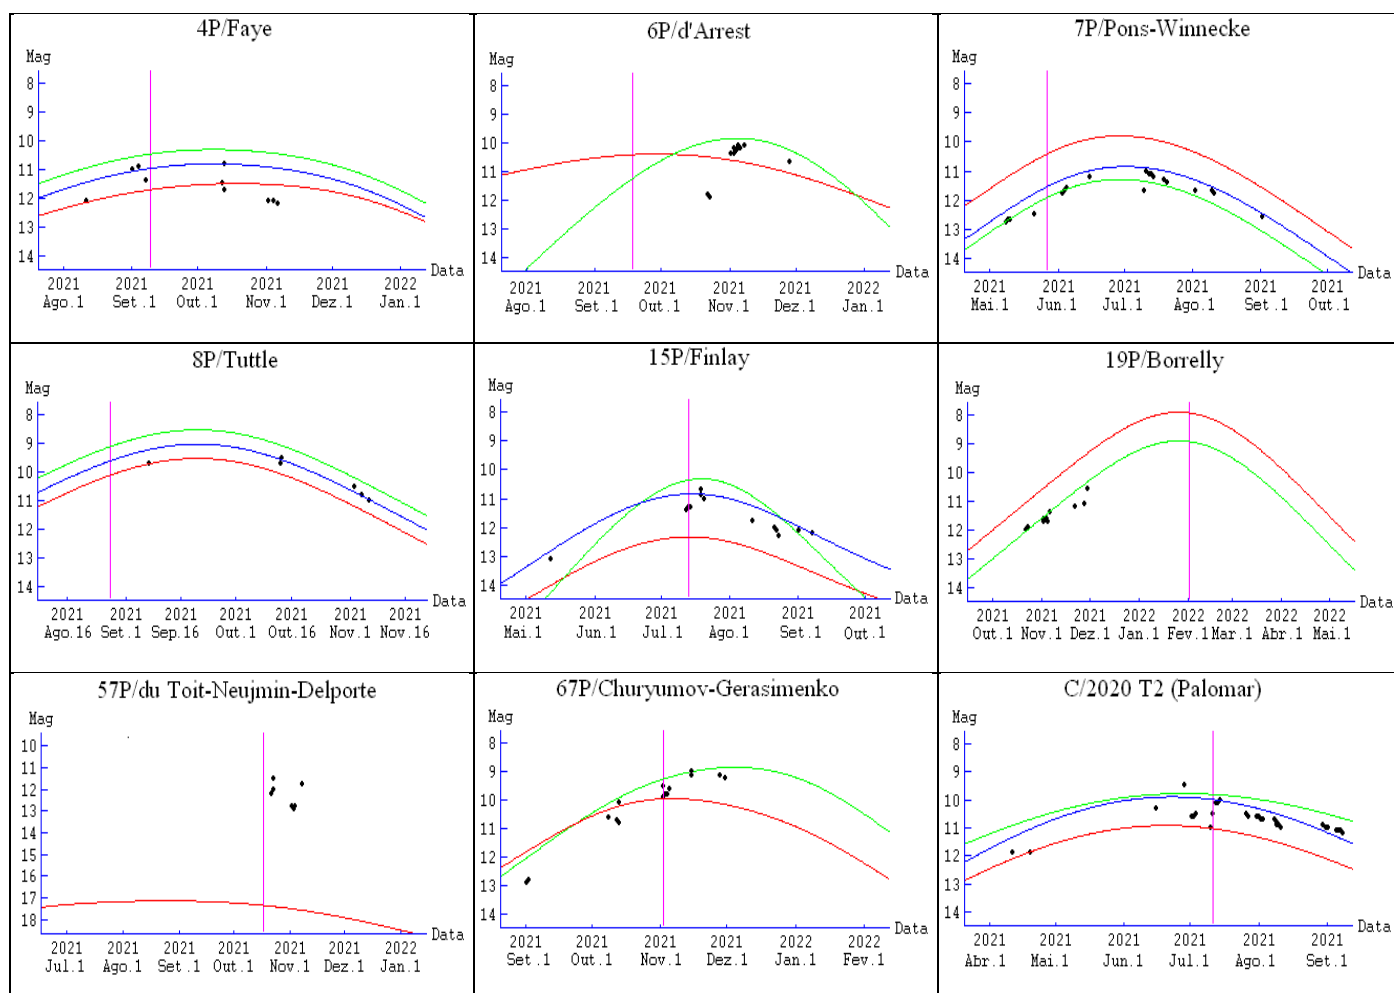 4P/Faye
Mag
8
9
10
11
12
13
14
Data
2021 2021 2021 2021 2021 2022
Ago.1 Set.1 Out.1 Nov.1 Dez.1 Jan.1
6P/d'Arrest
Mag
8
9
10
11
12
13
14
Data
2021 2021 2021 2021 2021 2022
Ago.1 Set.1 Out.1 Nov.1 Dez.1 Jan.1
7P/Pons-Winnecke
Mag
8
9
10
11
12
13
14
Data
2021 2021 2021 2021 2021 2021
Mai.1 Jun.1 Jul.1 Ago.1 Set.1 Out.1
8P/Tuttle
Mag
8
9
10
11
12
13
14
Data
2021 2021 2021 2021 2021 2021 2021
Ago.16 Set.1 Sep.16 Out.1 Out.16 Nov.1 Nov.16
15P/Finlay
Mag
8
9
10
11
12
13
14
Data
2021 2021 2021 2021 2021 2021
Mai.1 Jun.1 Jul.1 Ago.1 Set.1 Out.1
19P/Borrelly
Mag
8
9
10
11
12
13
14
Data
2021 2021 2021 2022 2022 2022 2022 2022
Out.1 Nov.1 Dez.1 Jan.1 Fev.1 Mar.1 Abr.1 Mai.1
57P/du Toit-Neujmin-Delporte
Mag
10
11
12
13
14
15
16
17
18
Data
2021 2021 2021 2021 2021 2021 2022
Jul.1 Ago.1 Set.1 Out.1 Nov.1 Dez.1 Jan.1
67P/Churyumov-Gerasimenko
Mag
8
9
10
11
12
13
14
Data
2021 2021 2021 2021 2022 2022
Set.1 Out.1 Nov.1 Dez.1 Jan.1 Fev.1
C/2020 T2 (Palomar)
Mag
8
9
10
11
12
13
14
Data
2021 2021 2021 2021 2021 2021
Abr.1 Mai.1 Jun.1 Jul.1 Ago.1 Set.1